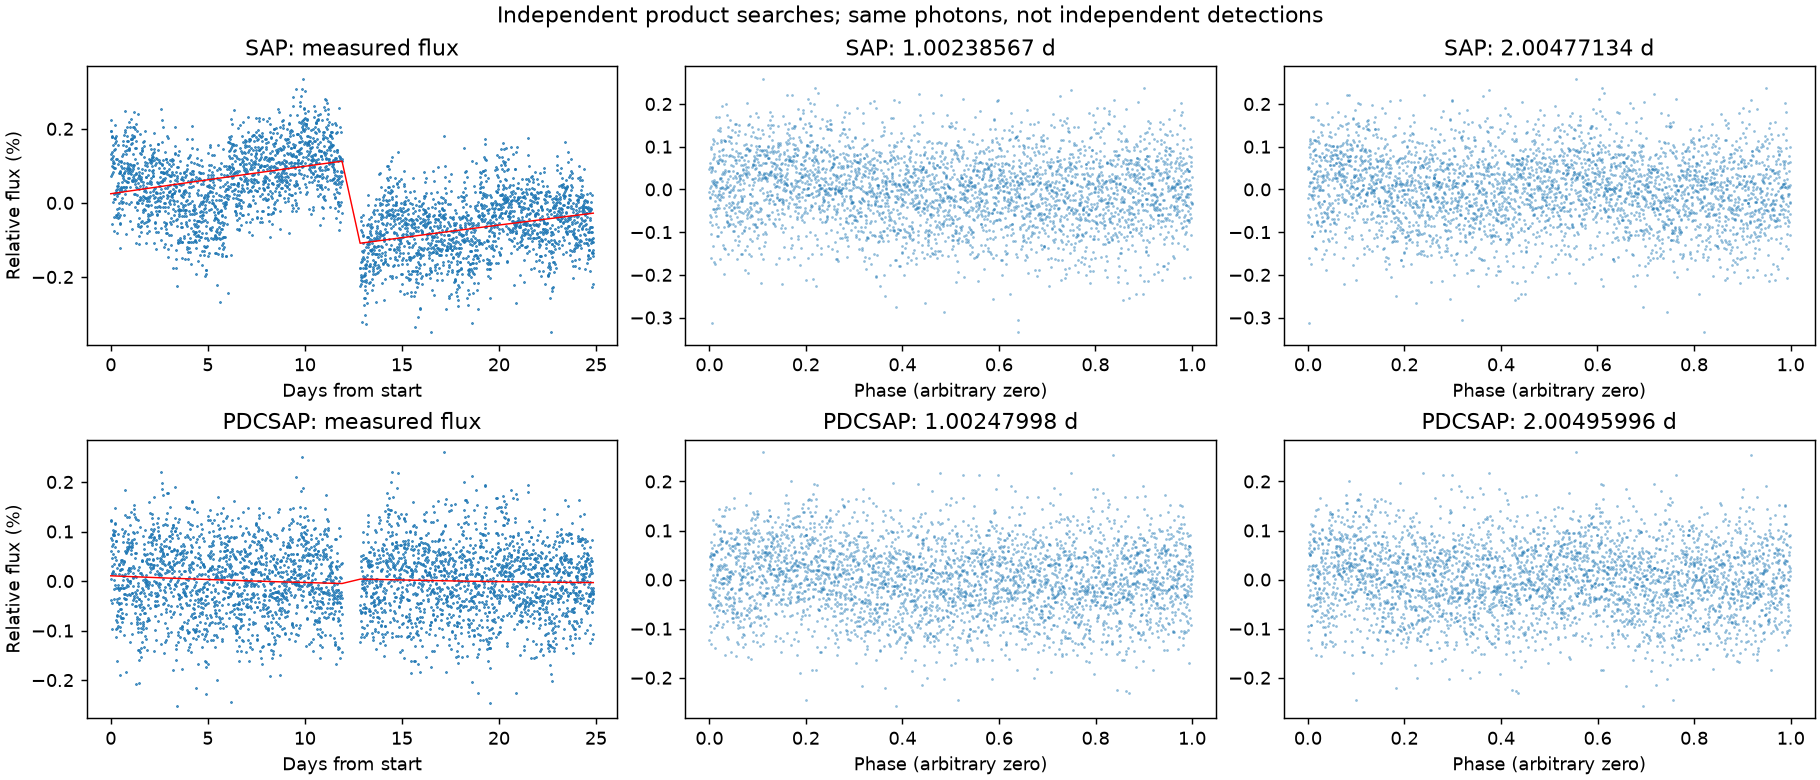 Independent product searches; same photons, not independent detections
SAP: measured flux
SAP: 1.00238567 d
SAP: 2.00477134 d
Relative flux (%)
0.2
0.0
−0.2
0 5 10 15 20 25
Days from start
0.2
0.1
0.0
−0.1
−0.2
−0.3
0.0 0.2 0.4 0.6 0.8 1.0
Phase (arbitrary zero)
0.2
0.1
0.0
−0.1
−0.2
−0.3
0.0 0.2 0.4 0.6 0.8 1.0
Phase (arbitrary zero)
PDCSAP: measured flux
PDCSAP: 1.00247998 d
PDCSAP: 2.00495996 d
Relative flux (%)
0.2
0.1
0.0
−0.1
−0.2
0 5 10 15 20 25
Days from start
0.2
0.1
0.0
−0.1
−0.2
0.0 0.2 0.4 0.6 0.8 1.0
Phase (arbitrary zero)
0.2
0.1
0.0
−0.1
−0.2
0.0 0.2 0.4 0.6 0.8 1.0
Phase (arbitrary zero)